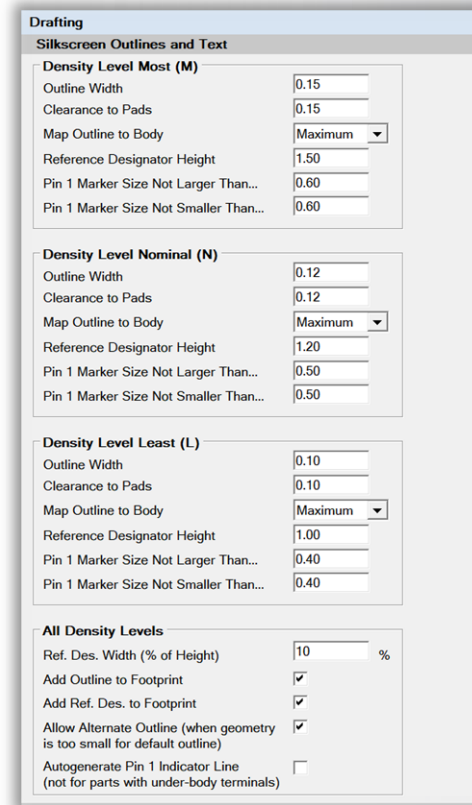 Drafting
Silkscreen Outlines and Text
Density Level Most (M)
Outline Width 0.15
Clearance to Pads 0.15
Map Outline to Body Maximum
Reference Designator Height 1.50
Pin 1 Marker Size Not Larger Than... 0.60
Pin 1 Marker Size Not Smaller Than... 0.60
Density Level Nominal (N)
Outline Width 0.12
Clearance to Pads 0.12
Map Outline to Body Maximum
Reference Designator Height 1.20
Pin 1 Marker Size Not Larger Than... 0.50
Pin 1 Marker Size Not Smaller Than... 0.50
Density Level Least (L)
Outline Width 0.10
Clearance to Pads 0.10
Map Outline to Body Maximum
Reference Designator Height 1.00
Pin 1 Marker Size Not Larger Than... 0.40
Pin 1 Marker Size Not Smaller Than... 0.40
All Density Levels
Ref. Des. Width (% of Height) 10 %
Add Outline to Footprint
Add Ref. Des. to Footprint
Allow Alternate Outline (when geometry
is too small for default outline)
Autogenerate Pin 1 Indicator Line
(not for parts with under-body terminals)